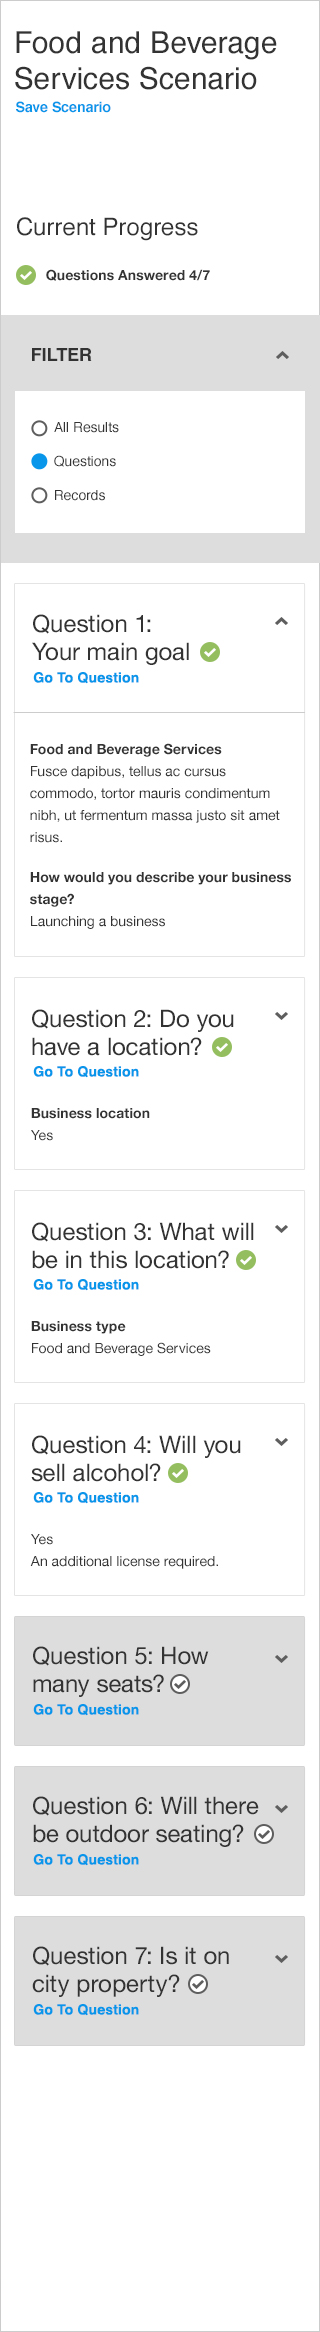 Food and Beverage
Services Scenario
Save Scenario
Current Progress
Questions Answered 4/7
FILTER
All Results
Questions
Records
Question 1:
Your main goal
Go To Question
Food and Beverage Services
Fusce dapibus, tellus ac cursus
commodo, tortor mauris condimentum
nibh, ut fermentum massa justo sit amet
risus.
How would you describe your business
stage?
Launching a business
Question 2: Do you
have a location?
Go To Question
Business location
Yes
Question 3: What will
be in this location?
Go To Question
Business type
Food and Beverage Services
Question 4: Will you
sell alcohol?
Go To Question
Yes
An additional license required.
Question 5: How
many seats?
Go To Question
Question 6: Will there
be outdoor seating?
Go To Question
Question 7: Is it on
city property?
Go To Question